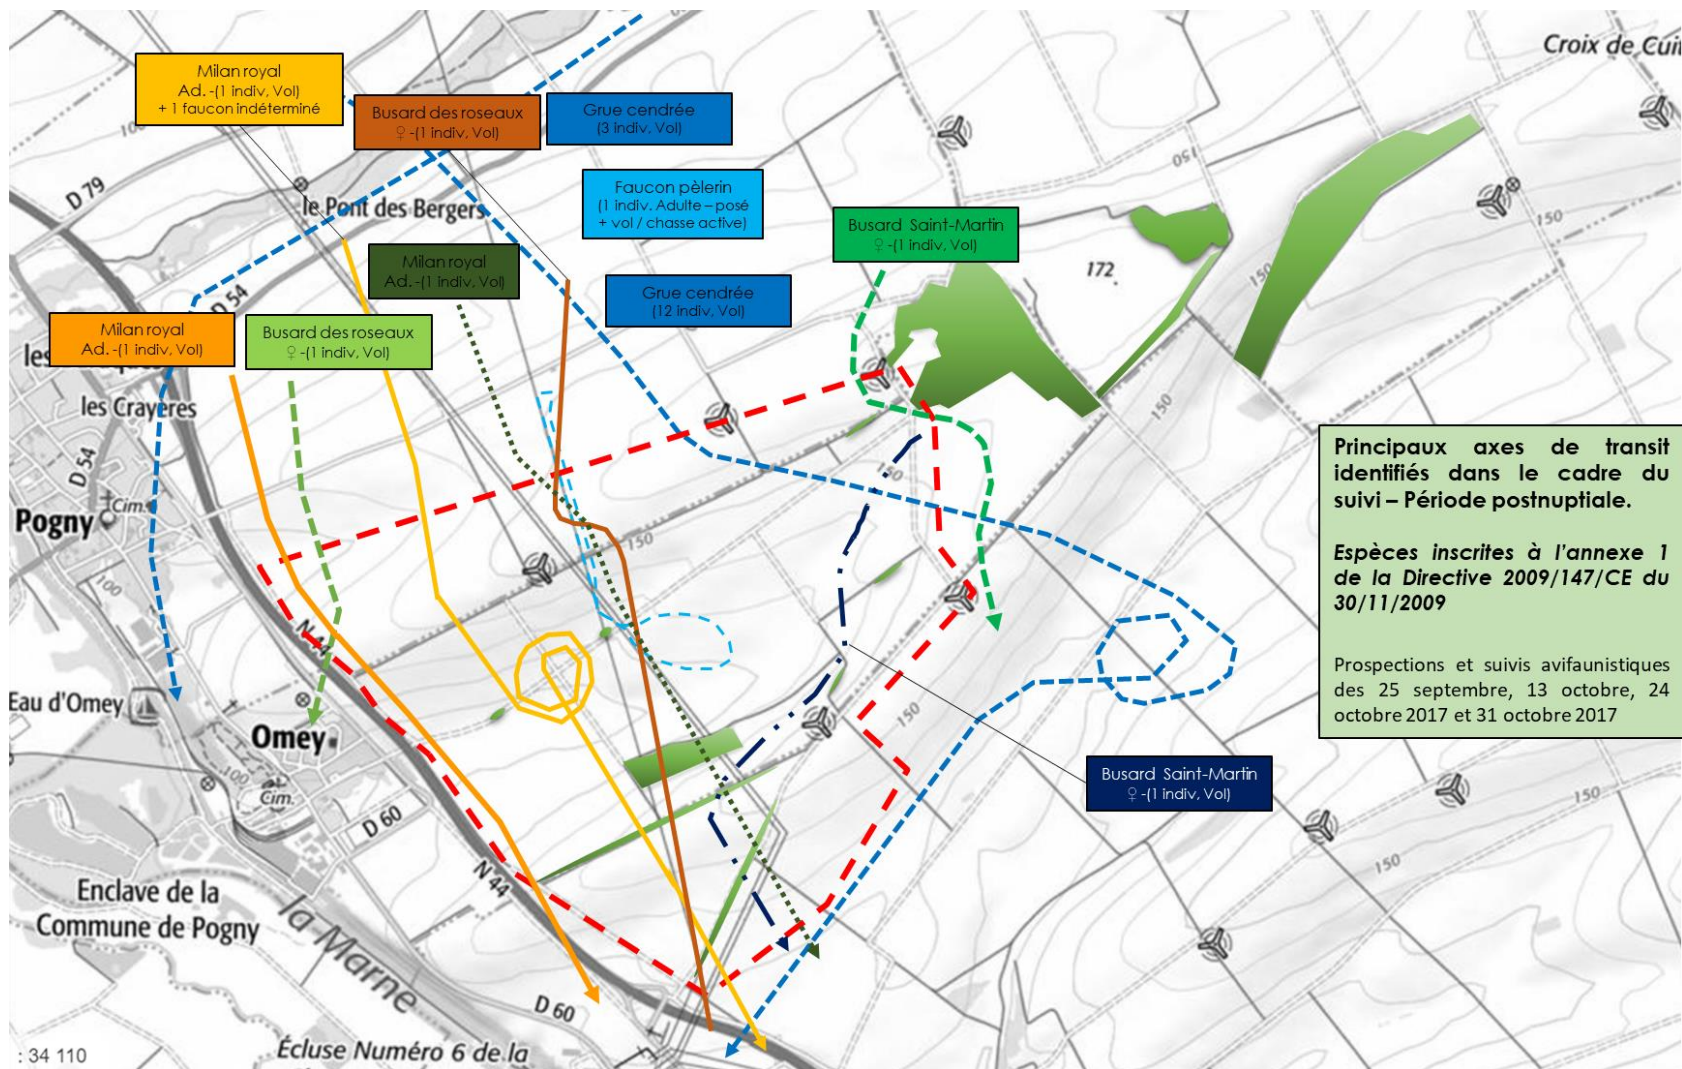 Croix de Cuit
Milan royal
Ad. -(1 indiv, Vol)
+ 1 faucon indéterminé
Busard des roseaux
♀ -(1 indiv, Vol)
Grue cendrée
(3 indiv, Vol)
100
D 79
le Pont des Bergers
Faucon pèlerin
(1 indiv. Adulte – posé
+ vol / chasse active)
150
150
Busard Saint-Martin
♀ -(1 indiv, Vol)
Milan royal
Ad. -(1 indiv, Vol)
172
150
Grue cendrée
(12 indiv, Vol)
D 54
Milan royal
Ad. -(1 indiv, Vol)
Busard des roseaux
♀ -(1 indiv, Vol)
les
les Crayères
150
D 54
Pogny
Cim.
150
150
100
N 44
Principaux axes de transit
identifiés dans le cadre du
suivi – Période postnuptiale.
Espèces inscrites à l'annexe 1
de la Directive 2009/147/CE du
30/11/2009
Prospections et suivis avifaunistiques
des 25 septembre, 13 octobre, 24
octobre 2017 et 31 octobre 2017
Eau d'Omey
Omey
150
100
Cim.
D 60
Busard Saint-Martin
♀ -(1 indiv, Vol)
150
150
N 44
Enclave de la
Commune de Pogny
la Marne
D 60
: 34 110
Écluse Numéro 6 de la